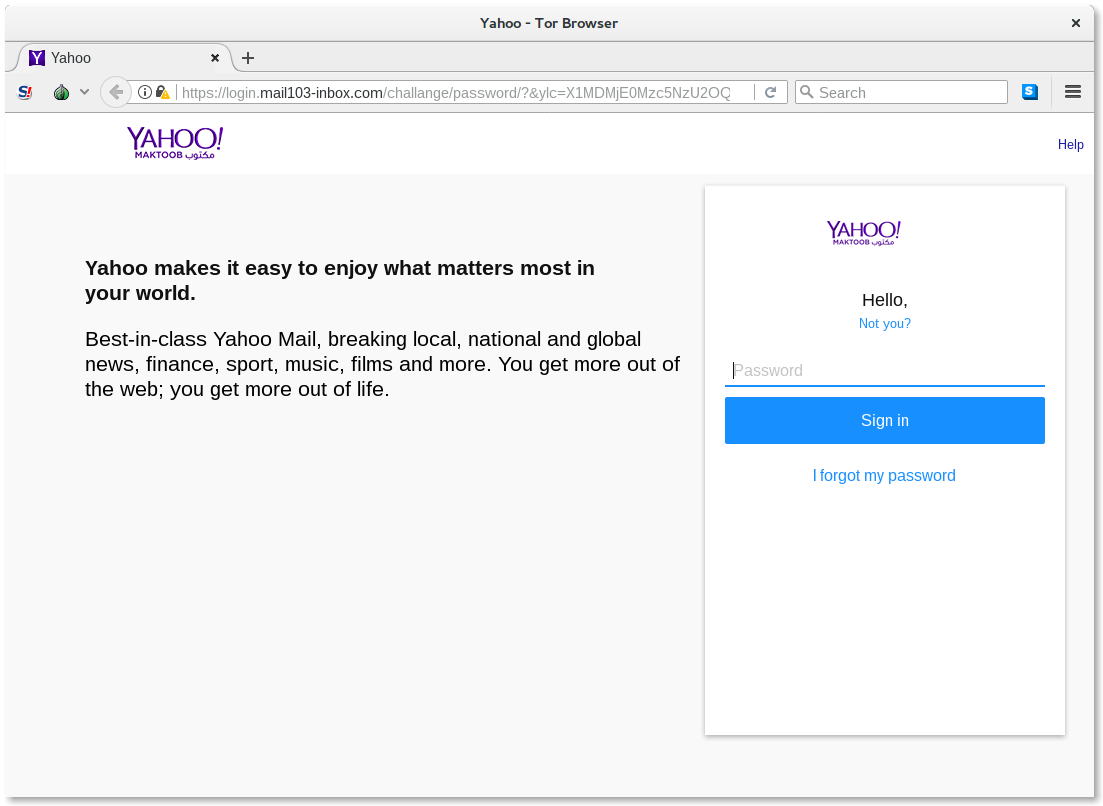 Yahoo - Tor Browser
Yahoo
https://login.mail103-inbox.com/challange/password/?&ylc=X1MDMjE0Mzc5NzU2OQ
Search
YAHOO!
MAKTOOB مكتوب
Help
YAHOO!
MAKTOOB مكتوب
Yahoo makes it easy to enjoy what matters most in
your world.
Best-in-class Yahoo Mail, breaking local, national and global
news, finance, sport, music, films and more. You get more out of
the web; you get more out of life.
Hello,
Not you?
Password
Sign in
I forgot my password